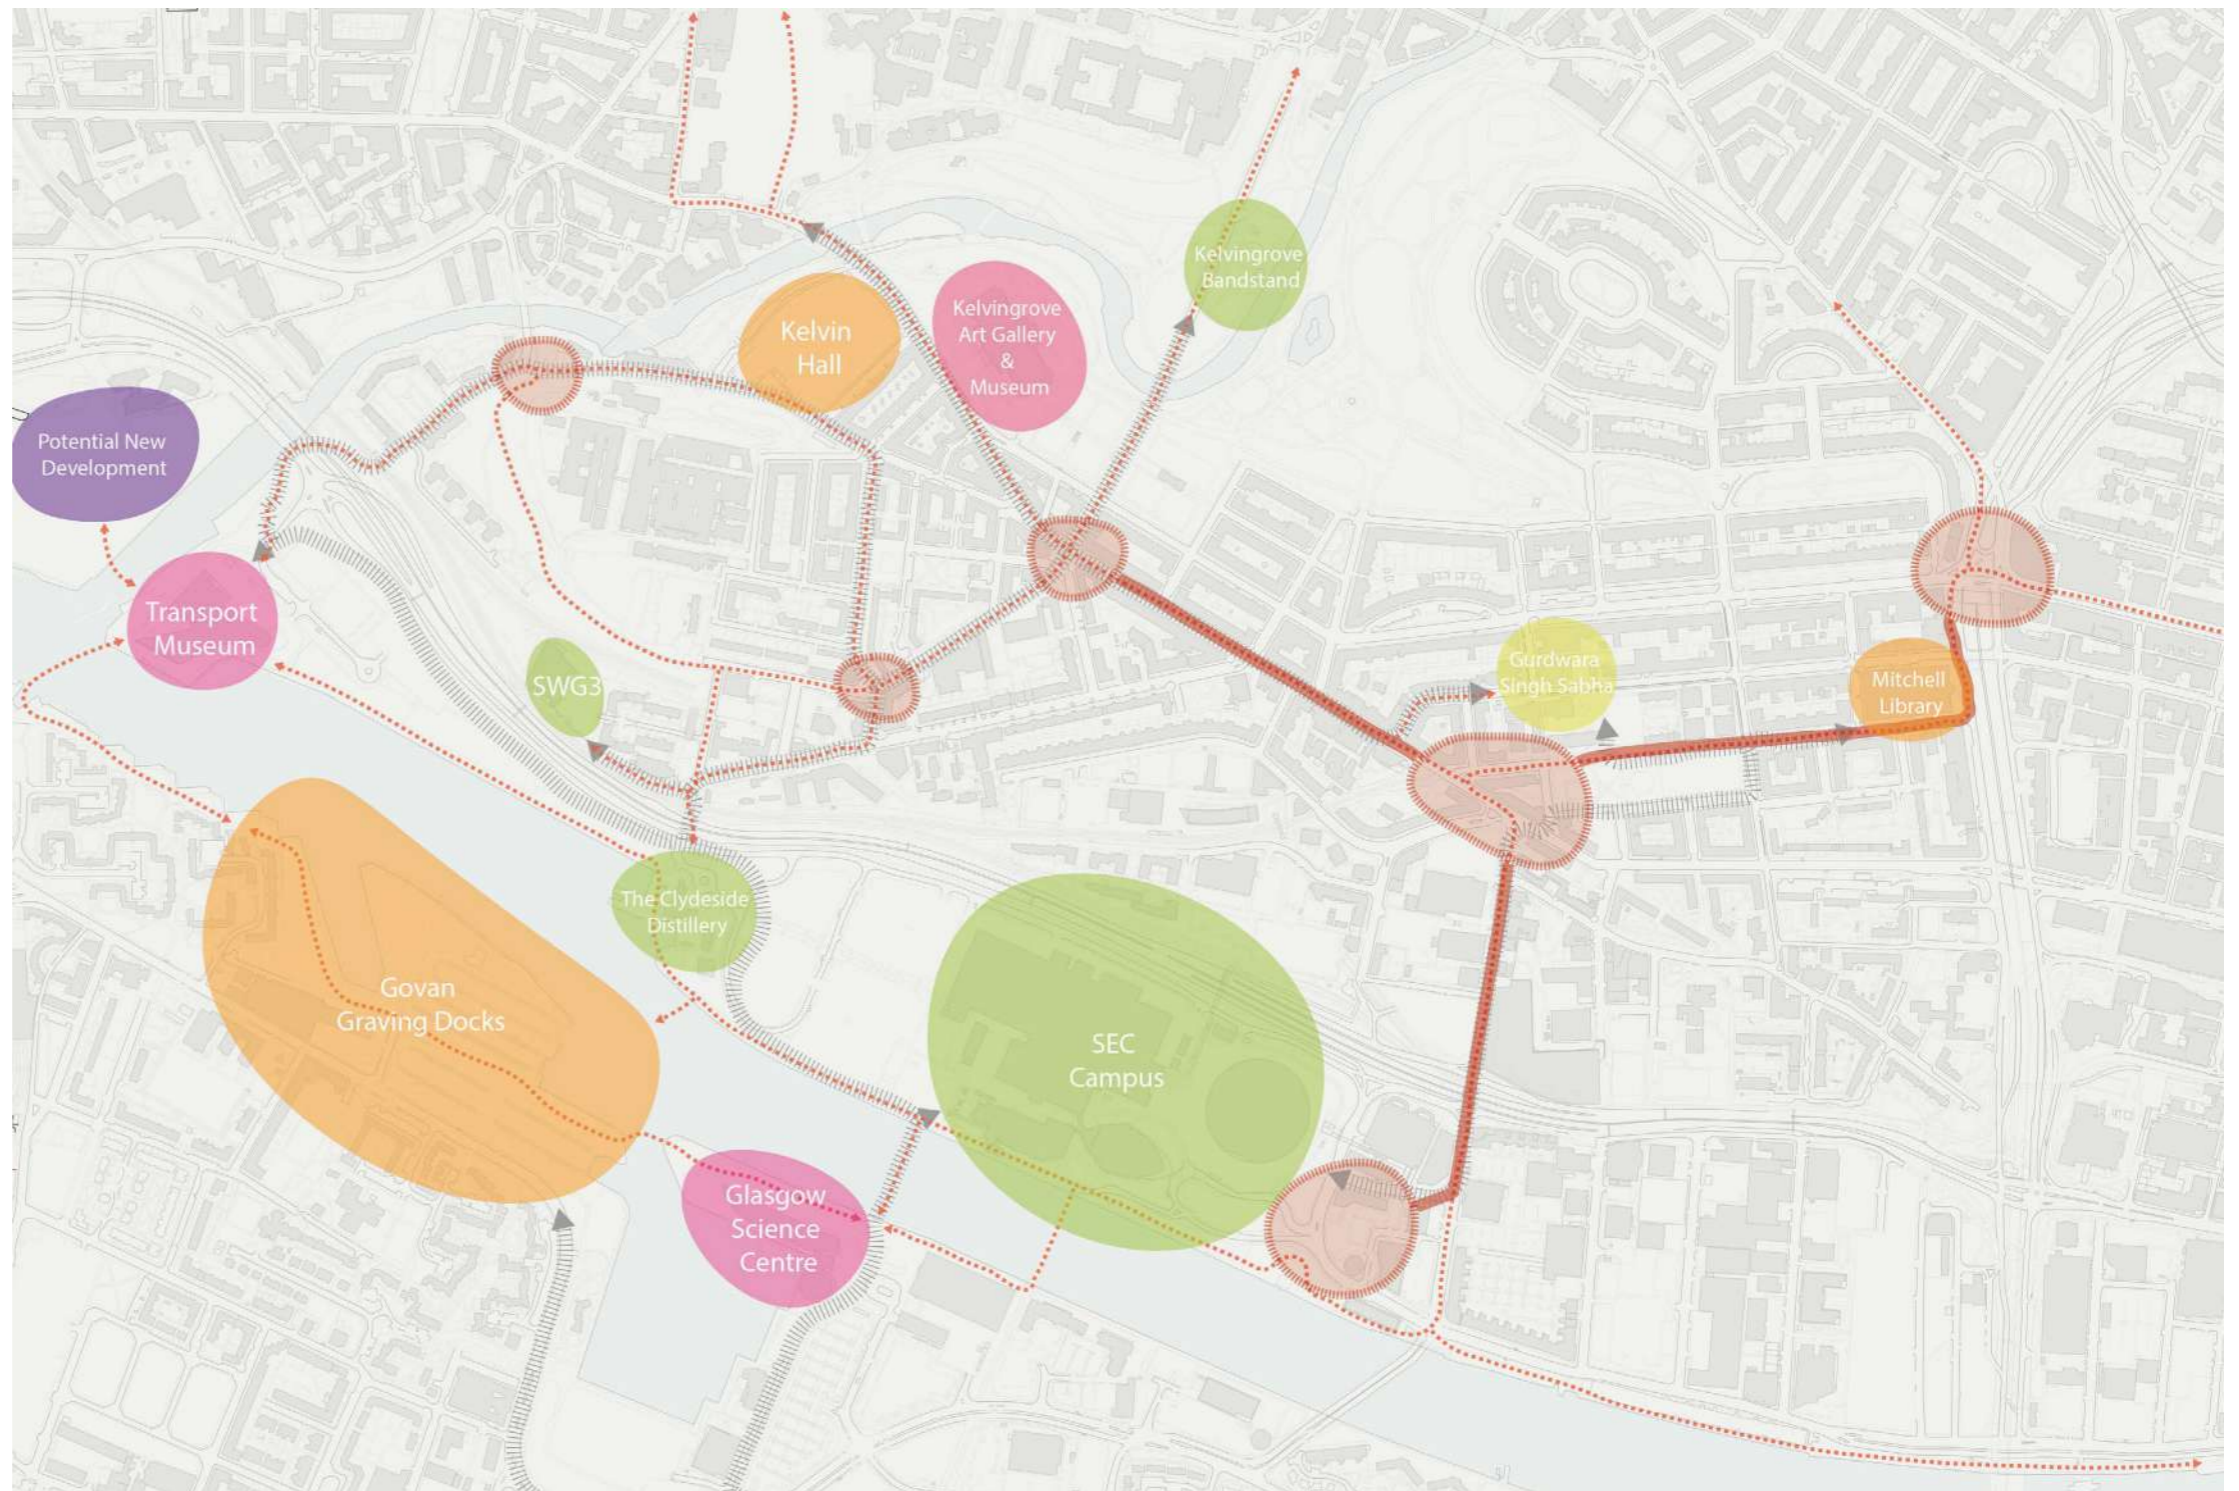 Kelvingrove
Bandstand
Kelvin
Hall
Kelvingrove
Art Gallery
&
Museum
Potential New
Development
Transport
Museum
SWG3
Gurdwara
Singh Sabha
Mitchell
Library
The Clydeside
Distillery
Govan
Graving Docks
SEC
Campus
Glasgow
Science
Centre